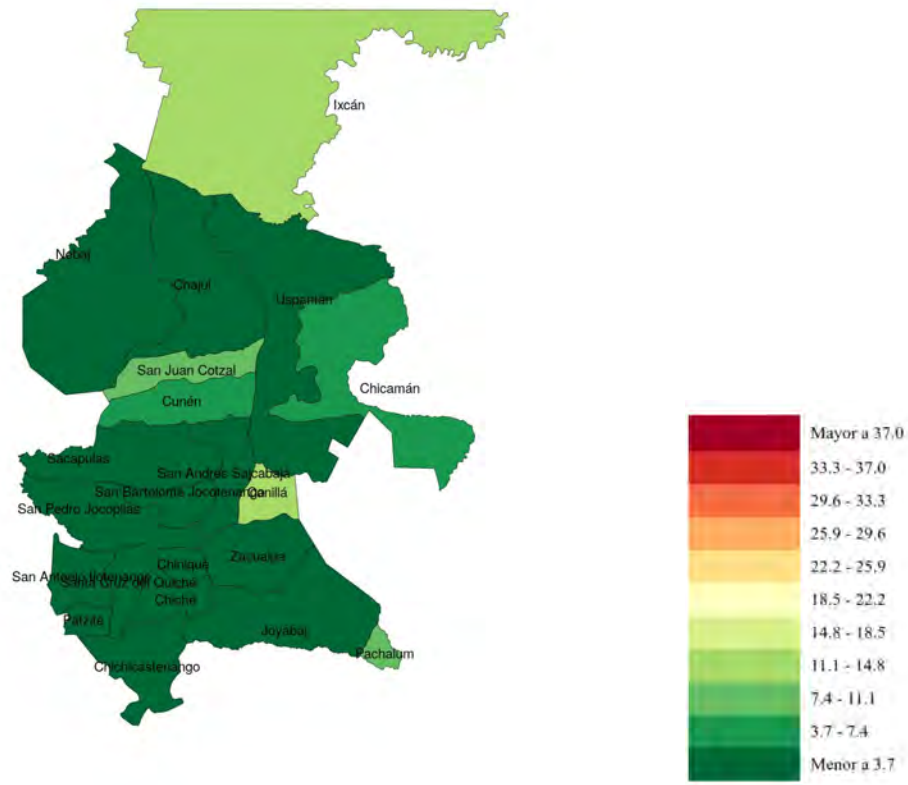 Ixcán
Nebaj
Chajul
Uspantán
San Juan Cotzal
Chicamán
Cunén
Sacapulas
San Andrés Sajcabajá
San Bartolomé Jocotenango
Canillá
San Pedro Jocopilas
Zacualpa
Chiniqué
San Antonio Ilotenango
Santa Cruz del Quiché
Chiché
Patzité
Joyabaj
Pachalum
Chichicastenango
Mayor a 37.0
33.3 - 37.0
29.6 - 33.3
25.9 - 29.6
22.2 - 25.9
18.5 - 22.2
14.8 - 18.5
11.1 - 14.8
7.4 - 11.1
3.7 - 7.4
Menor a 3.7